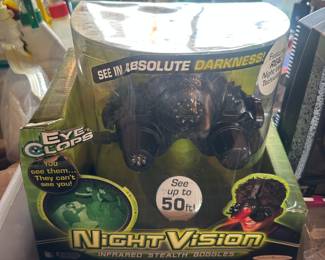 SEE IN ABSOLUTE DARKNESS!
EYE
CLOPS
You
see them...
They can't
see you!
See
up to
50ft!
NIGHT VISION
INFRARED STEALTH GOGGLES